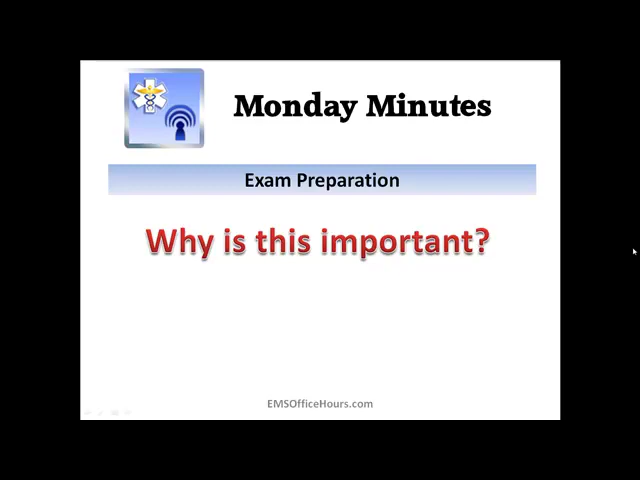 Monday Minutes
Exam Preparation
Why is this important?
EMSOfficeHours.com